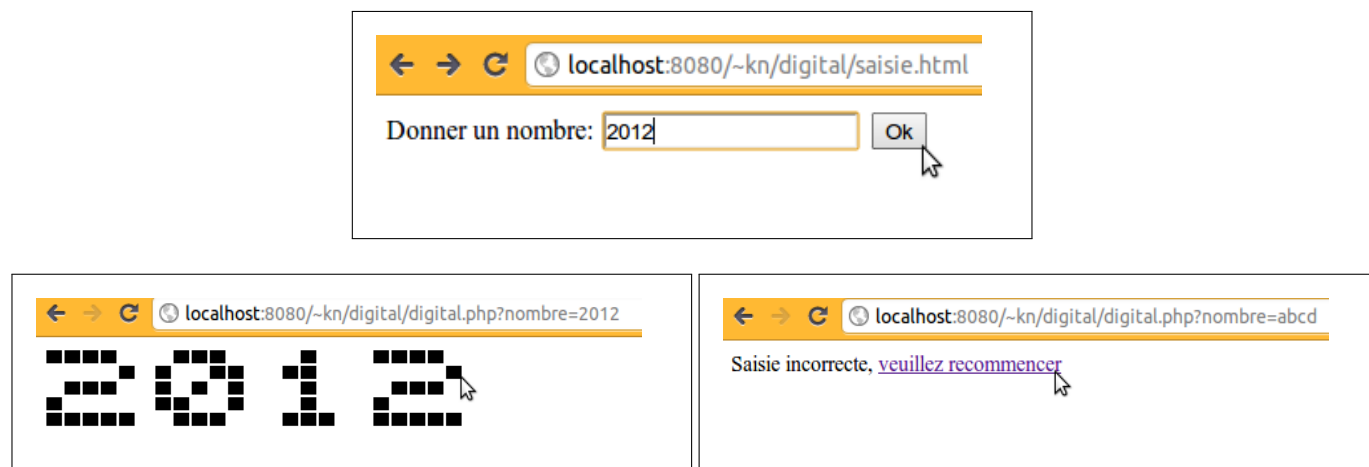 localhost:8080/~kn/digital/saisie.html
Donner un nombre: 2012 Ok
localhost:8080/~kn/digital/digital.php?nombre=2012
2012
localhost:8080/~kn/digital/digital.php?nombre=abcd
Saisie incorrecte, veuillez recommencer